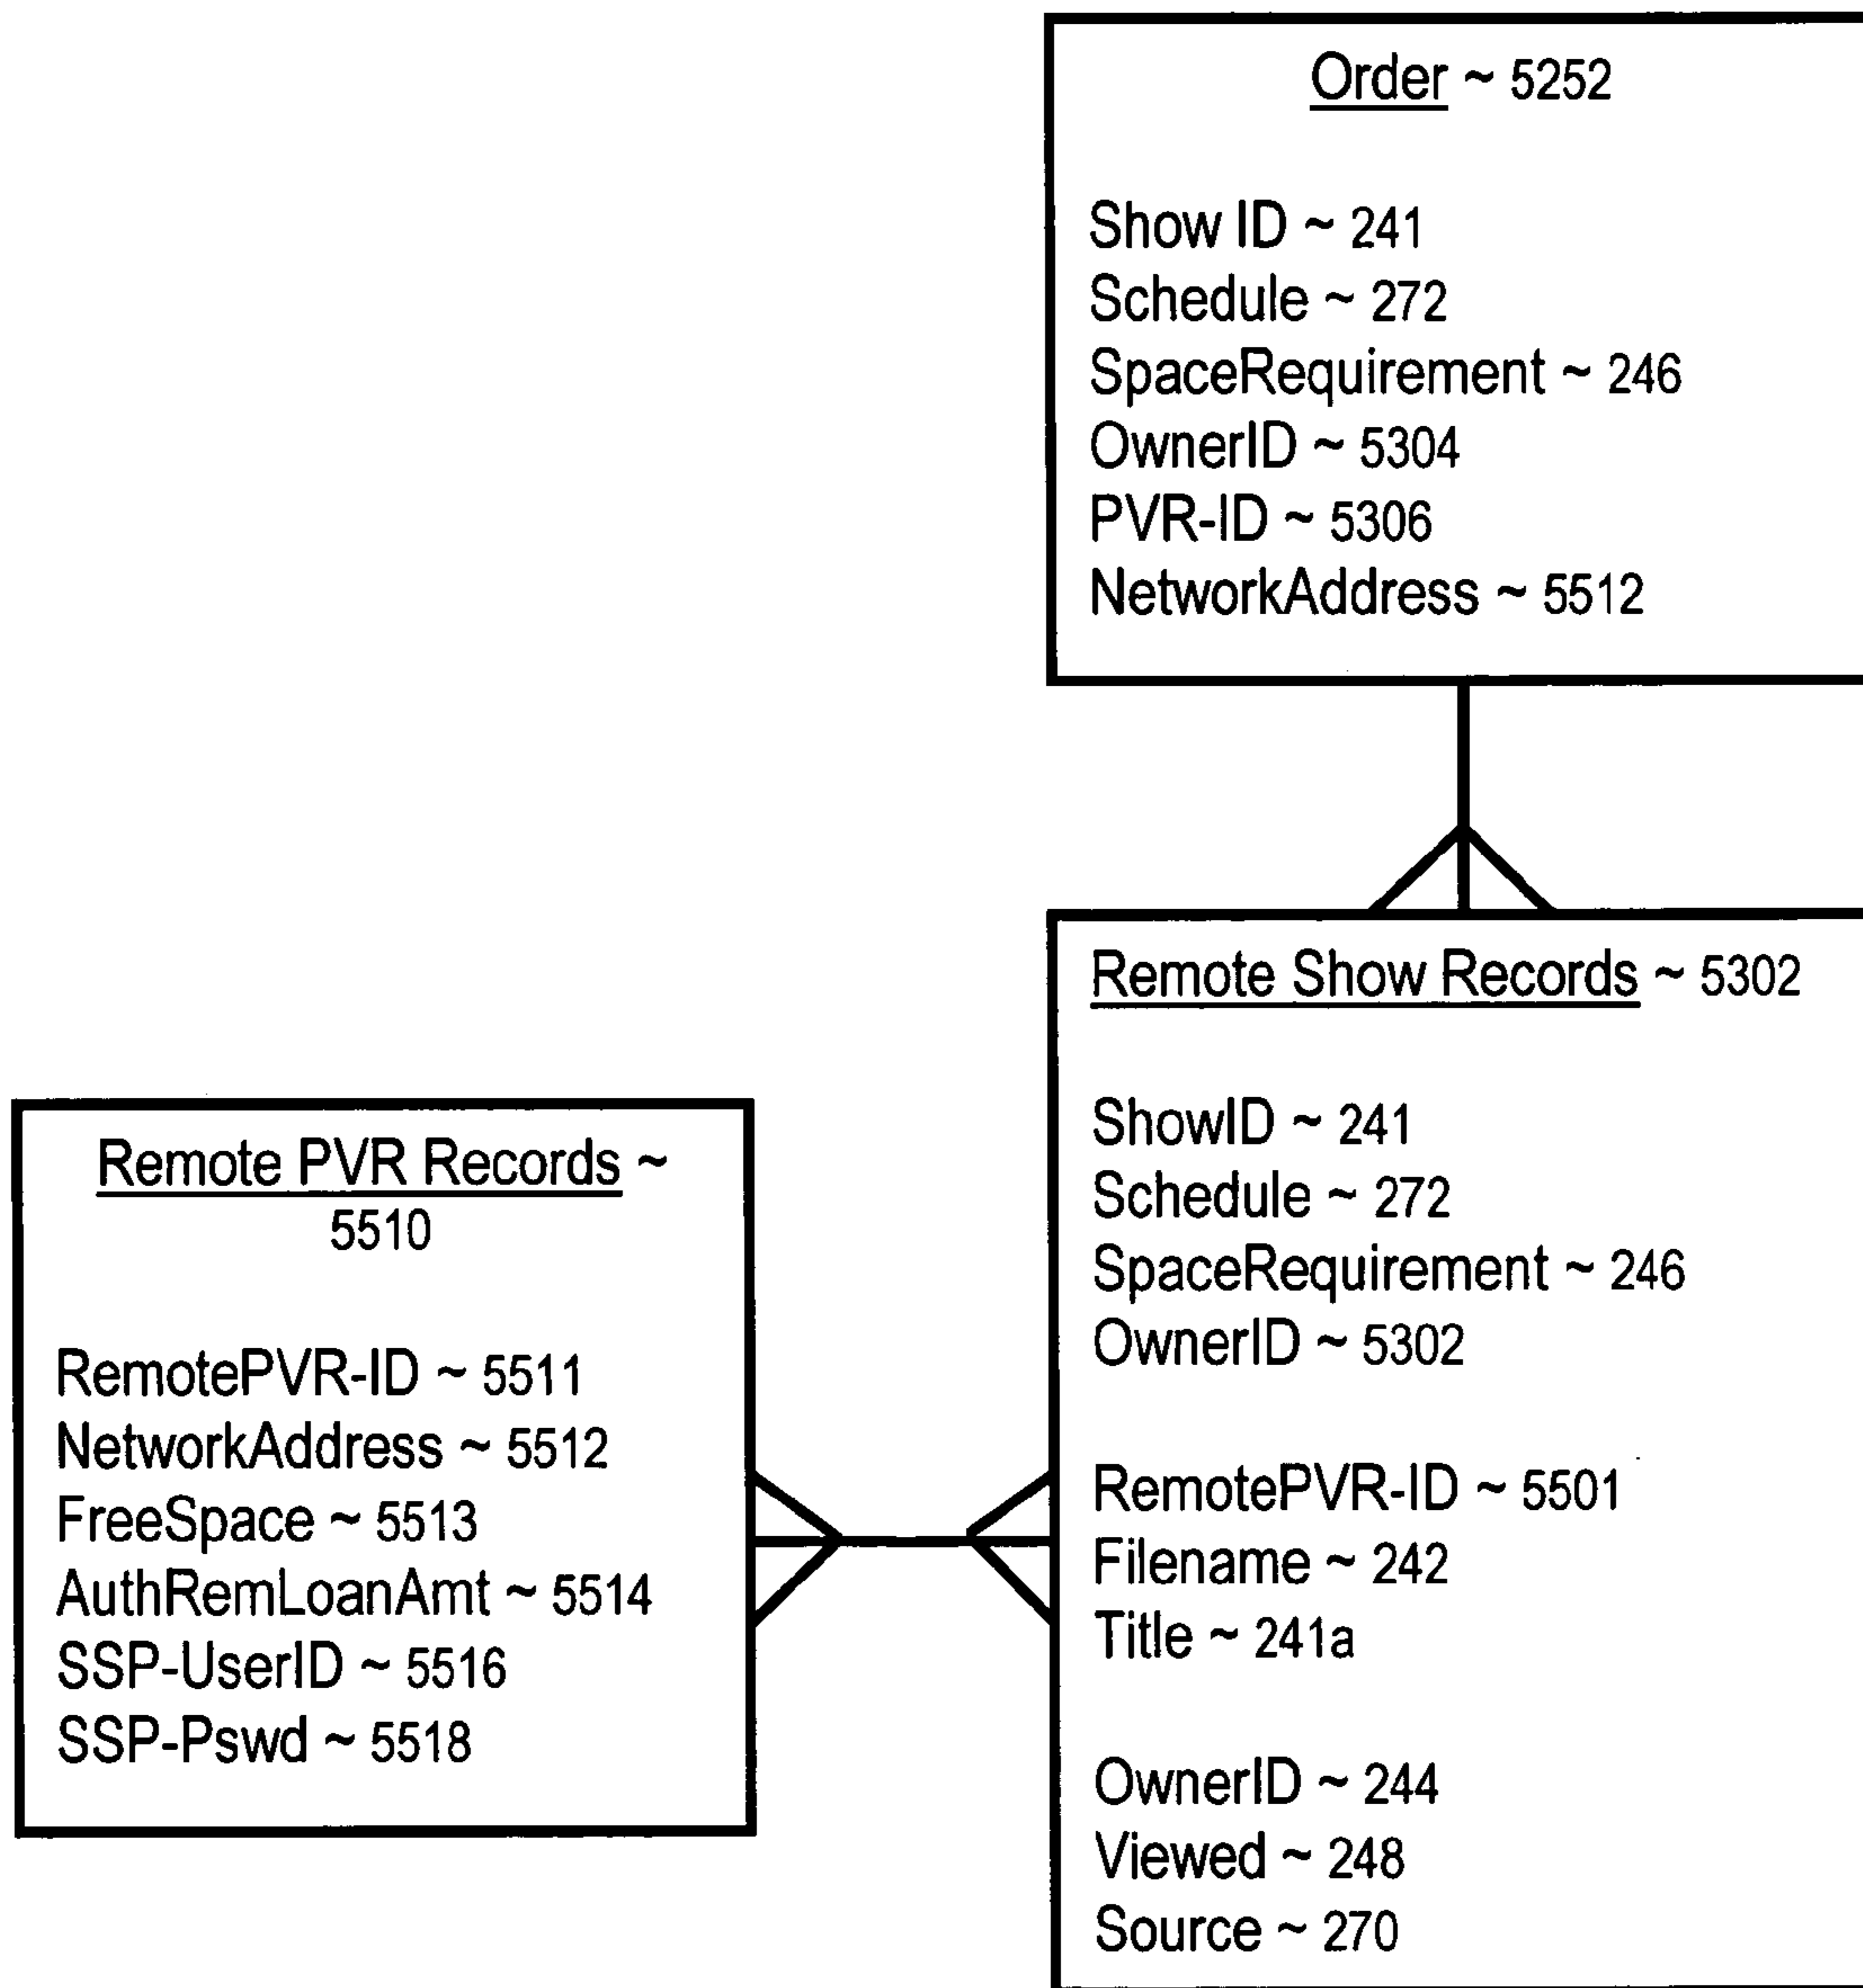 Order ~ 5252
Show ID ~ 241
Schedule ~ 272
SpaceRequirement ~ 246
OwnerID ~ 5304
PVR-ID ~ 5306
NetworkAddress ~ 5512
Remote Show Records ~ 5302
ShowID ~ 241
Schedule ~ 272
SpaceRequirement ~ 246
OwnerID ~ 5302
RemotePVR-ID ~ 5501
Filename ~ 242
Title ~ 241a
OwnerID ~ 244
Viewed ~ 248
Source ~ 270
Remote PVR Records ~
5510
RemotePVR-ID ~ 5511
NetworkAddress ~ 5512
FreeSpace ~ 5513
AuthRemLoanAmt ~ 5514
SSP-UserID ~ 5516
SSP-Pswd ~ 5518